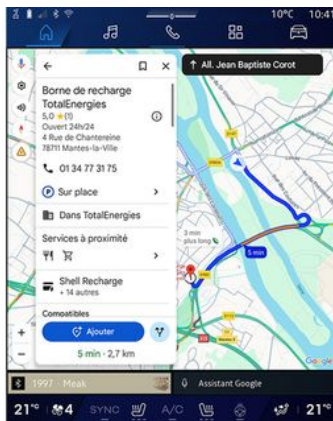 10°C 10:41
All. Jean Baptiste Corot
Borne de recharge
TotalEnergies
5,0 ★(1)
Ouvert 24h/24
4 Rue de Chantereine
78711 Mantes-la-Ville
01 34 77 31 75
Sur place
Dans TotalEnergies
Services à proximité
Shell Recharge
+ 14 autres
Compatibles
Ajouter
5 min · 2,7 km
3 min
plus long
5 min
Google
1997 Meak
Assistant Google
21°⁰ 4 SYNC A/C 21°⁰